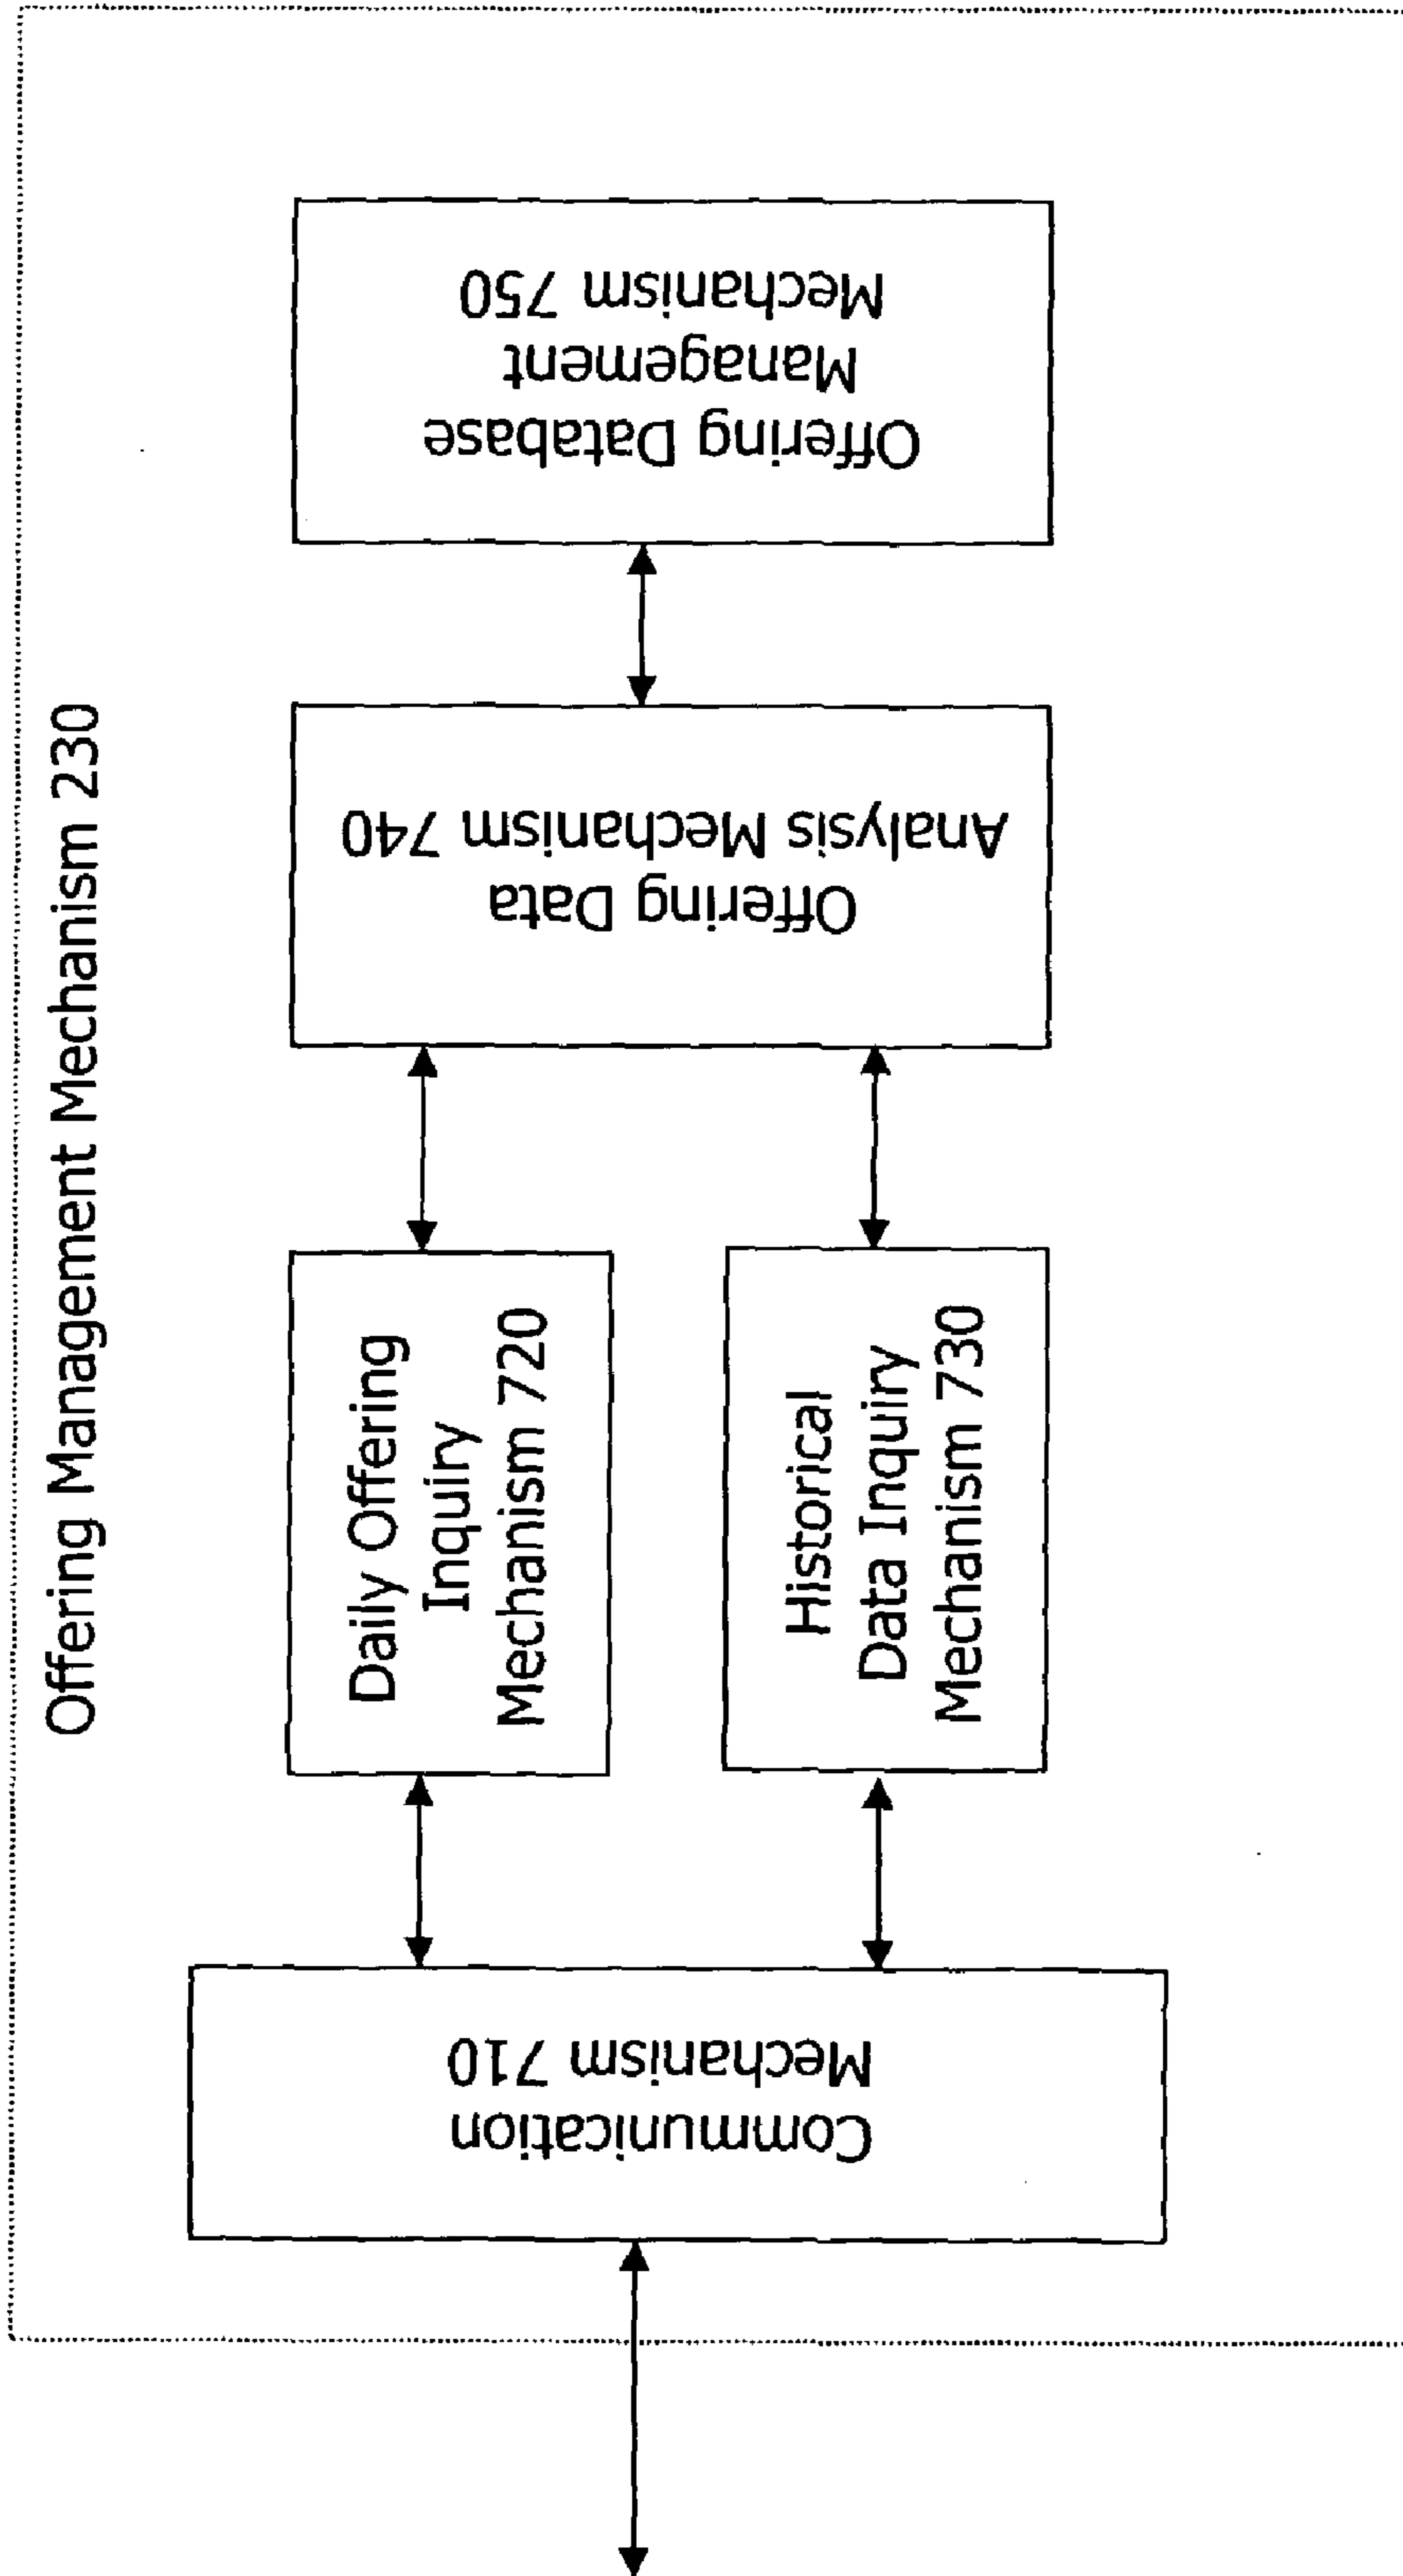 Offering Management Mechanism 230
Communication
Mechanism 710
Daily Offering
Inquiry
Mechanism 720
Historical
Data Inquiry
Mechanism 730
Offering Data
Analysis Mechanism 740
Offering Database
Management
Mechanism 750